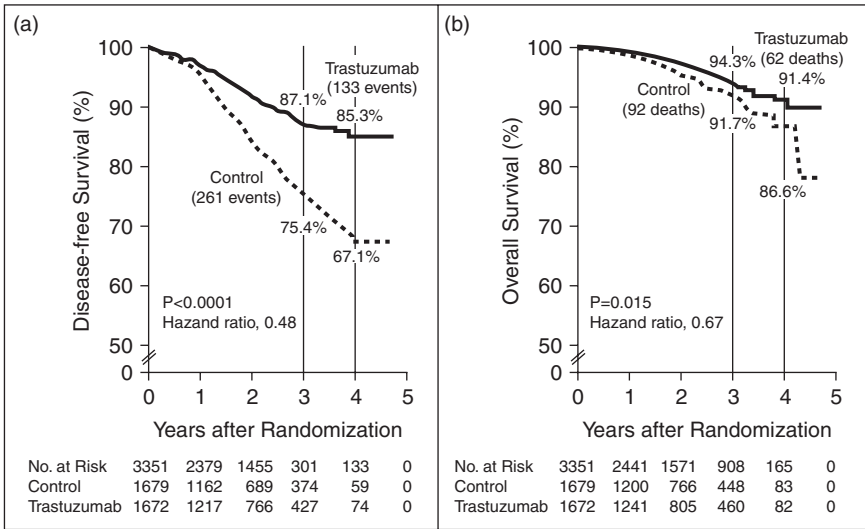 (a)
100
90
80
70
60
50
0
Disease-free Survival (%)
Trastuzumab
(133 events)
87.1%
85.3%
Control
(261 events)
75.4%
67.1%
P<0.0001
Hazand ratio, 0.48
0 1 2 3 4 5
Years after Randomization
No. at Risk 3351 2379 1455 301 133 0
Control 1679 1162 689 374 59 0
Trastuzumab 1672 1217 766 427 74 0
(b)
100
90
80
70
60
50
0
Overall Survival (%)
Trastuzumab
(62 deaths)
94.3%
91.4%
Control
(92 deaths)
91.7%
86.6%
P=0.015
Hazand ratio, 0.67
0 1 2 3 4 5
Years after Randomization
No. at Risk 3351 2441 1571 908 165 0
Control 1679 1200 766 448 83 0
Trastuzumab 1672 1241 805 460 82 0